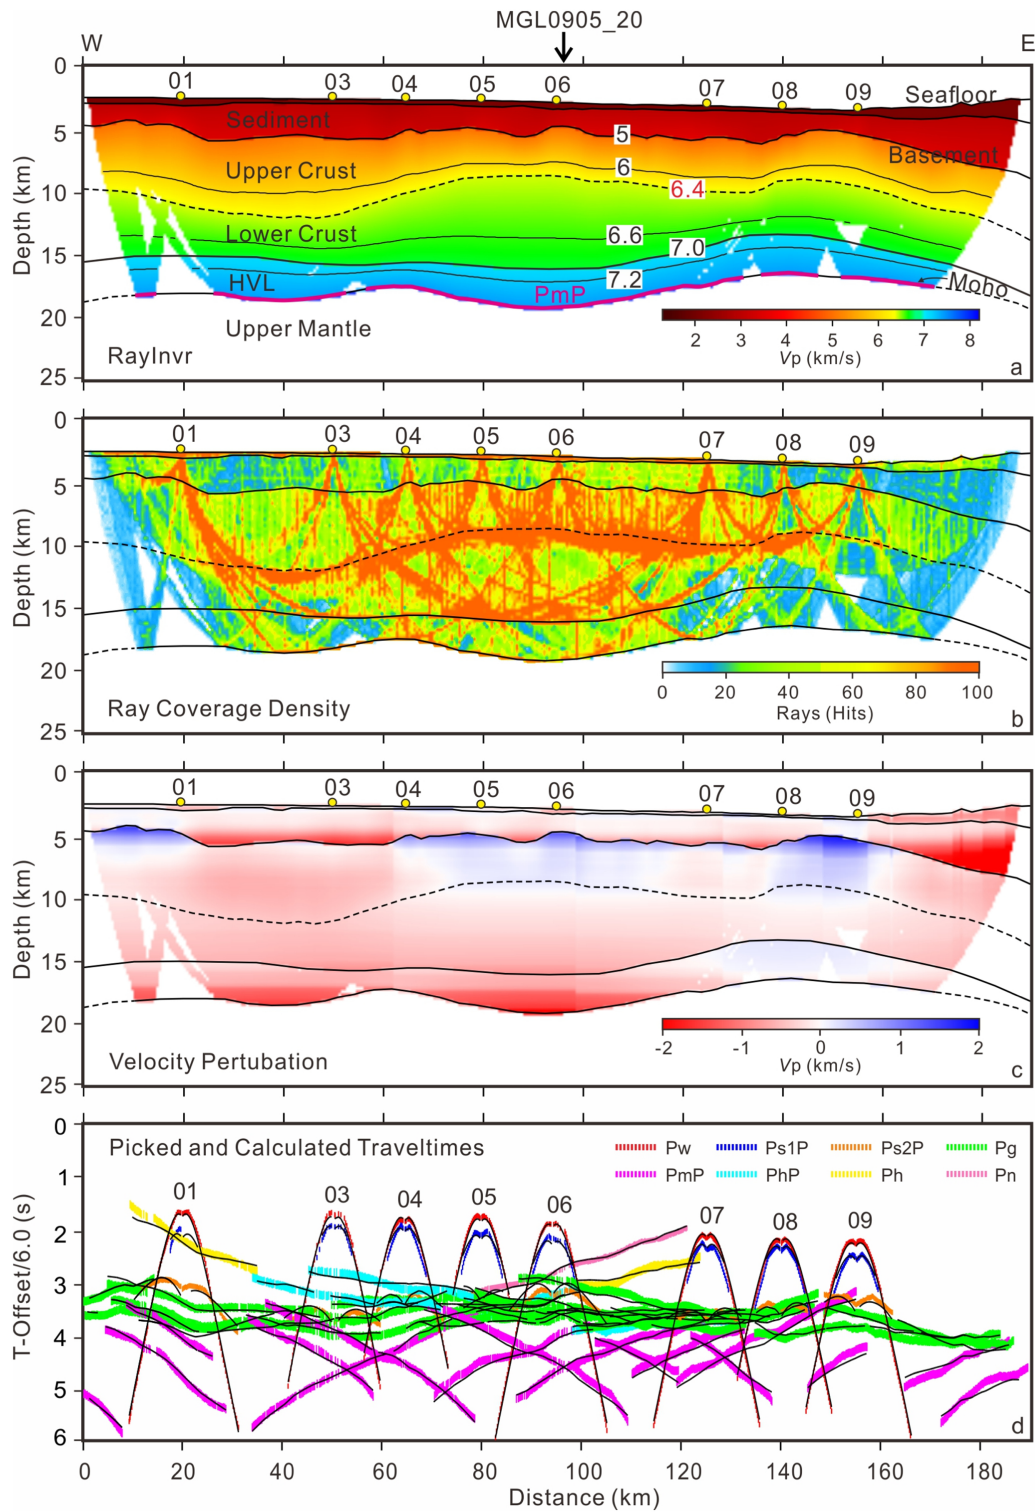 MGL0905_20
W E
0
01 03 04 05 06 07 08 09 Seafloor
Sediment
5 5
Basement
Upper Crust 6
10 6.4
Lower Crust 6.6
15 7.0
HVL 7.2 Moho
PmP
20 Upper Mantle
2 3 4 5 6 7 8
RayInvr Vp (km/s)
25 a
Depth (km)
0
01 03 04 05 06 07 08 09
5
10
15
20
0 20 40 60 80 100
Ray Coverage Density Rays (Hits) b
25
Depth (km)
0
01 03 04 05 06 07 08 09
5
10
15
20
-2 -1 0 1 2
Velocity Pertubation Vp (km/s) c
25
Depth (km)
0
Picked and Calculated Traveltimes Pw Ps1P Ps2P Pg
1 PmP PhP Ph Pn
01 03 04 05 06 07 08 09
2
3
4
5
6 d
T-Offset/6.0 (s)
0 20 40 60 80 100 120 140 160 180
Distance (km)